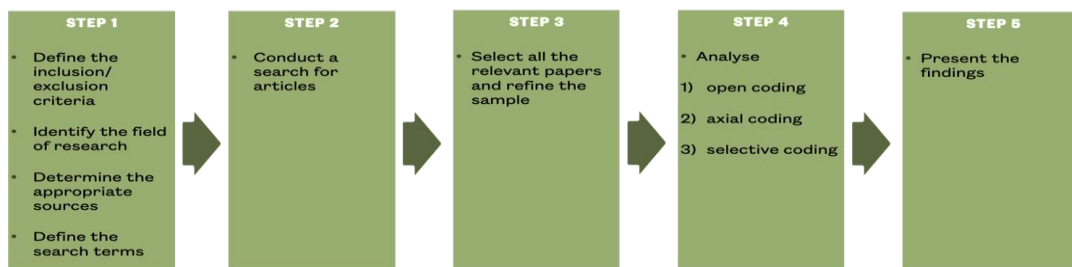 STEP 1
• Define the
inclusion/
exclusion
criteria
• Identify the field
of research
• Determine the
appropriate
sources
• Define the
search terms
STEP 2
• Conduct a
search for
articles
STEP 3
• Select all the
relevant papers
and refine the
sample
STEP 4
• Analyse
1) open coding
2) axial coding
3) selective coding
STEP 5
• Present the
findings